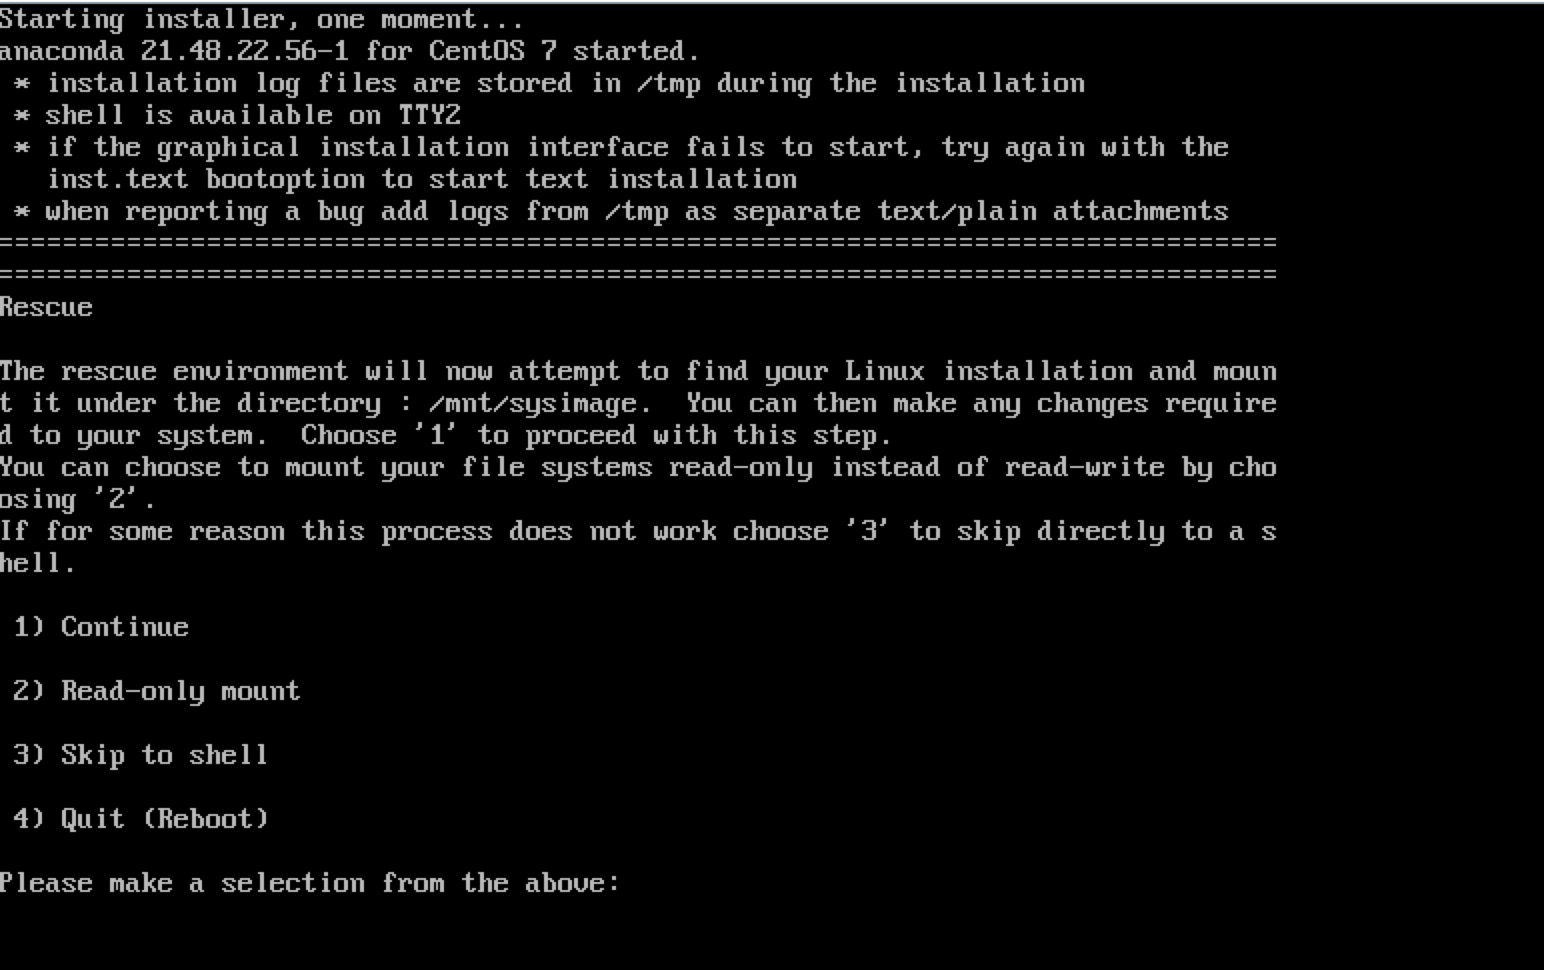 Starting installer, one moment...
anaconda 21.48.22.56-1 for CentOS 7 started.
 * installation log files are stored in /tmp during the installation
 * shell is available on TTY2
 * if the graphical installation interface fails to start, try again with the
   inst.text bootoption to start text installation
 * when reporting a bug add logs from /tmp as separate text/plain attachments
================================================================================
================================================================================
Rescue
The rescue environment will now attempt to find your Linux installation and moun
t it under the directory : /mnt/sysimage.  You can then make any changes require
d to your system.  Choose '1' to proceed with this step.
You can choose to mount your file systems read-only instead of read-write by cho
osing '2'.
If for some reason this process does not work choose '3' to skip directly to a s
hell.
 1) Continue
 2) Read-only mount
 3) Skip to shell
 4) Quit (Reboot)
Please make a selection from the above: